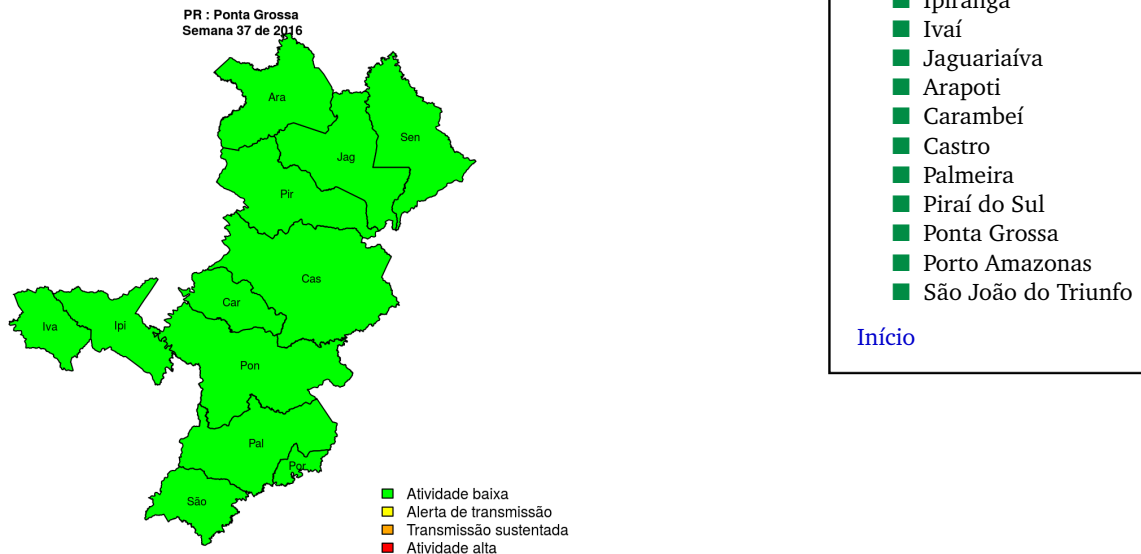 PR : Ponta Grossa
Semana 37 de 2016
Ara
Sen
Jag
Pir
Cas
Car
Iva
Ipi
Pon
Pal
Por
São
Atividade baixa
Alerta de transmissão
Transmissão sustentada
Atividade alta
Ipiranga
Ivaí
Jaguariaíva
Arapoti
Carambeí
Castro
Palmeira
Piraí do Sul
Ponta Grossa
Porto Amazonas
São João do Triunfo
Início